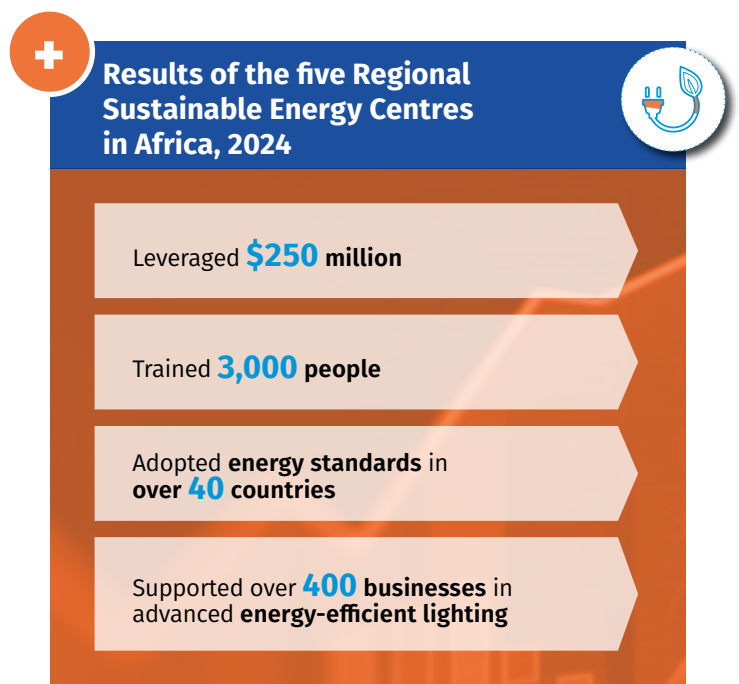 Results of the five Regional
Sustainable Energy Centres
in Africa, 2024
Leveraged $250 million
Trained 3,000 people
Adopted energy standards in
over 40 countries
Supported over 400 businesses in
advanced energy-efficient lighting